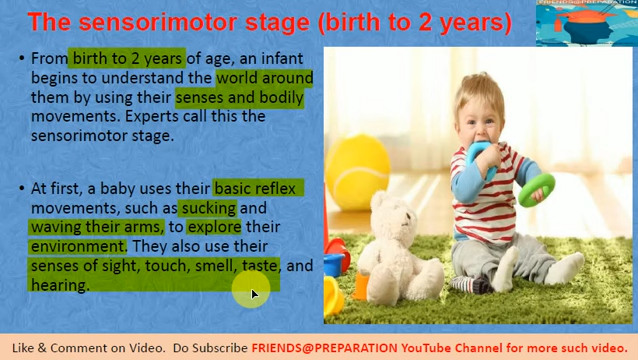 FRIENDS@PREPARATION
The sensorimotor stage (birth to 2 years)
• From birth to 2 years of age, an infant
begins to understand the world around
them by using their senses and bodily
movements. Experts call this the
sensorimotor stage.
• At first, a baby uses their basic reflex
movements, such as sucking and
waving their arms, to explore their
environment. They also use their
senses of sight, touch, smell, taste, and
hearing.
Like & Comment on Video. Do Subscribe FRIENDS@PREPARATION YouTube Channel for more such video.